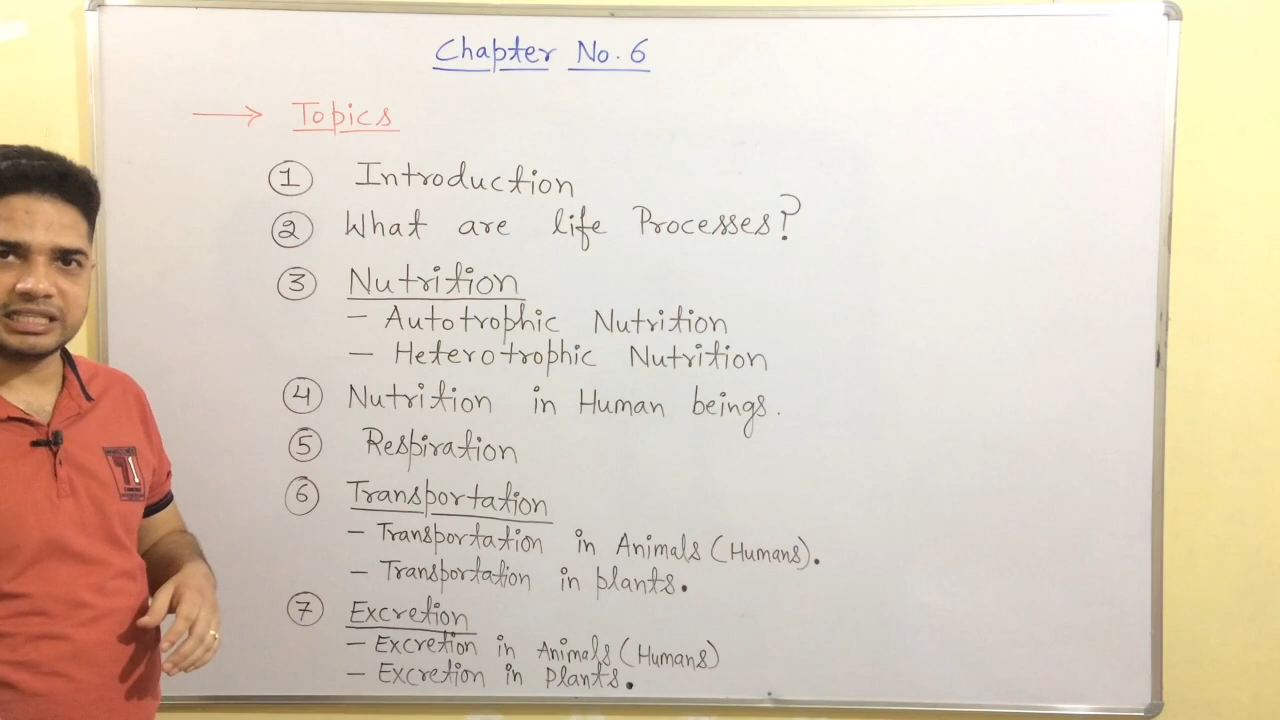 Chapter No. 6
→ Topics
① Introduction
② What are life Processes?
③ Nutrition
- Autotrophic Nutrition
- Heterotrophic Nutrition
④ Nutrition in Human beings.
⑤ Respiration
⑥ Transportation
- Transportation in Animals (Humans).
- Transportation in plants.
⑦ Excretion
- Excretion in Animals (Humans)
- Excretion in Plants.